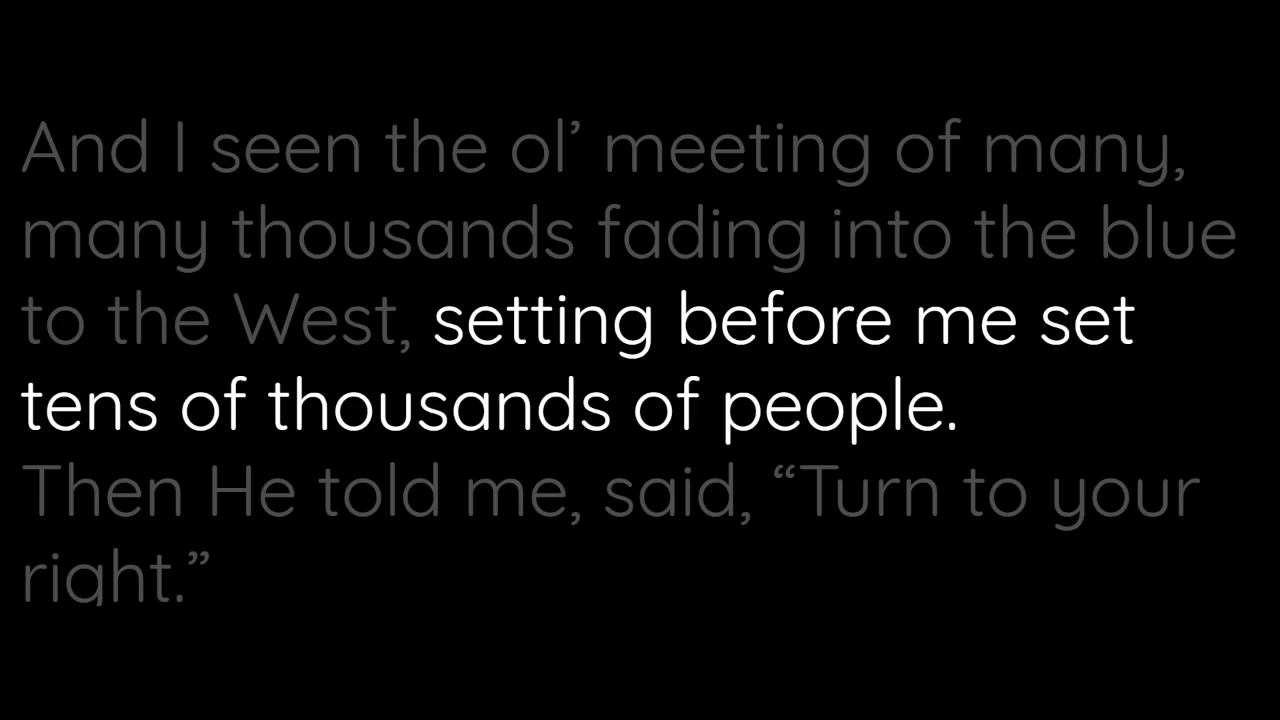 And I seen the ol’ meeting of many,
many thousands fading into the blue
to the West, setting before me set
tens of thousands of people.
Then He told me, said, “Turn to your
right.”